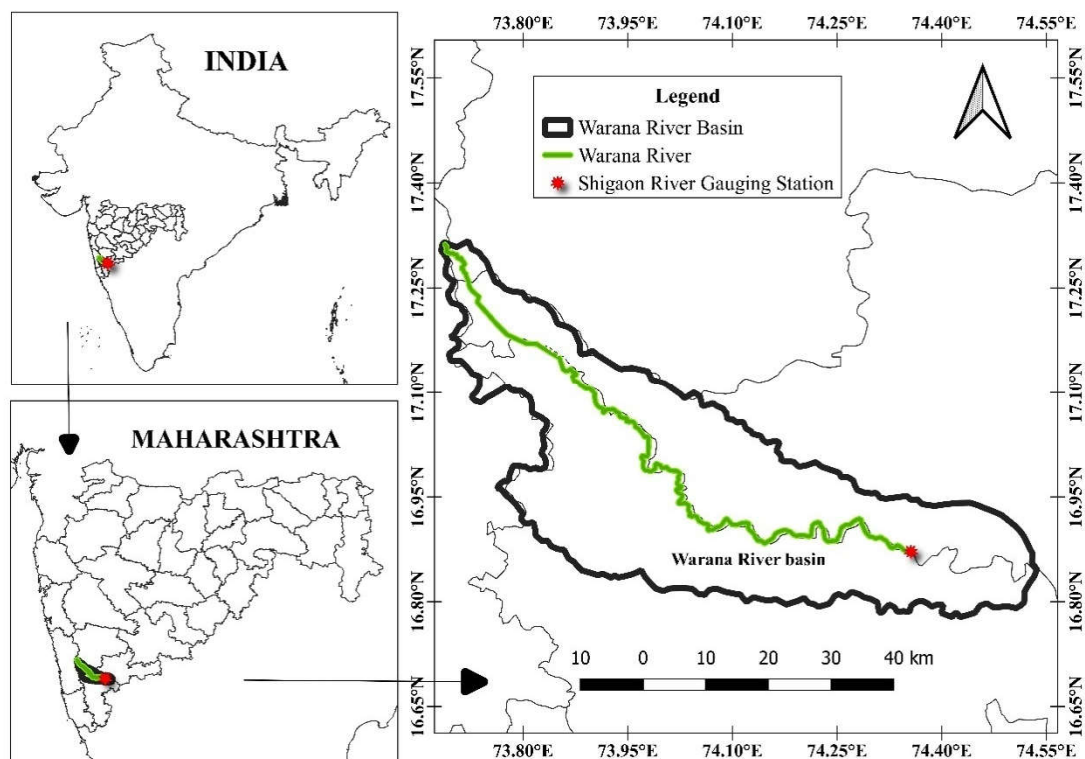 INDIA
MAHARASHTRA
73.80°E 73.95°E 74.10°E 74.25°E 74.40°E 74.55°E
17.55°N 17.40°N 17.25°N 17.10°N 16.95°N 16.80°N 16.65°N
Legend
Warana River Basin
Warana River
Shigaon River Gauging Station
Warana River basin
10 0 10 20 30 40 km
17.55°N 17.40°N 17.25°N 17.10°N 16.95°N 16.80°N 16.65°N
73.80°E 73.95°E 74.10°E 74.25°E 74.40°E 74.55°E